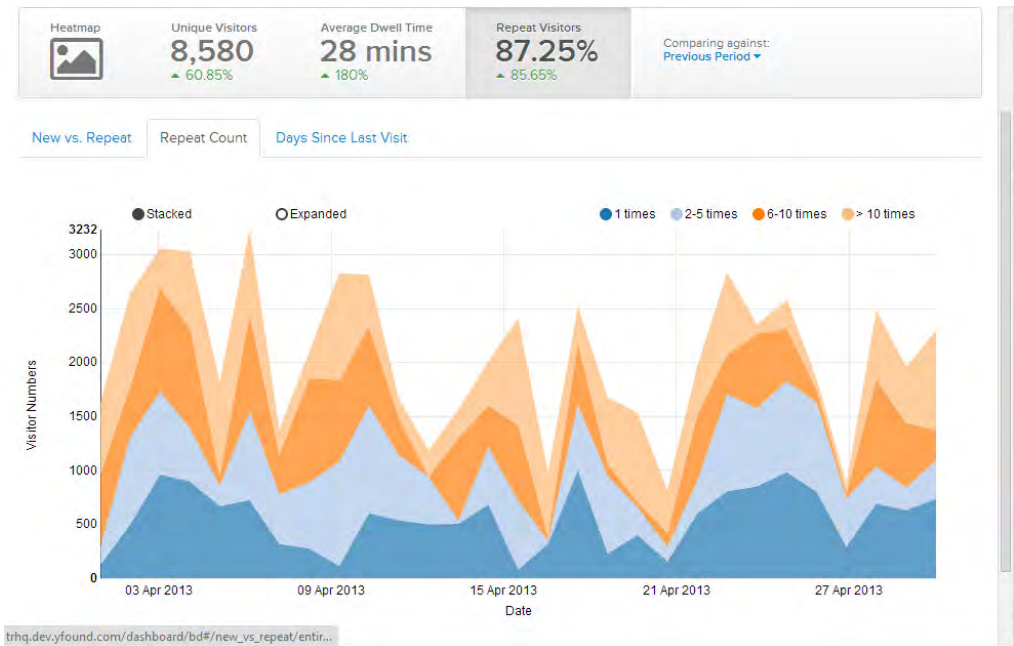 Heatmap
Unique Visitors
8,580
60.85%
Average Dwell Time
28 mins
180%
Repeat Visitors
87.25%
85.65%
Comparing against:
Previous Period
New vs. Repeat
Repeat Count
Days Since Last Visit
Stacked
Expanded
1 times
2-5 times
6-10 times
> 10 times
3232
3000
2500
2000
1500
1000
500
0
Visitor Numbers
03 Apr 2013
09 Apr 2013
15 Apr 2013
21 Apr 2013
27 Apr 2013
Date
trhq.dev.yfound.com/dashboard/bd#/new_vs_repeat/entir...